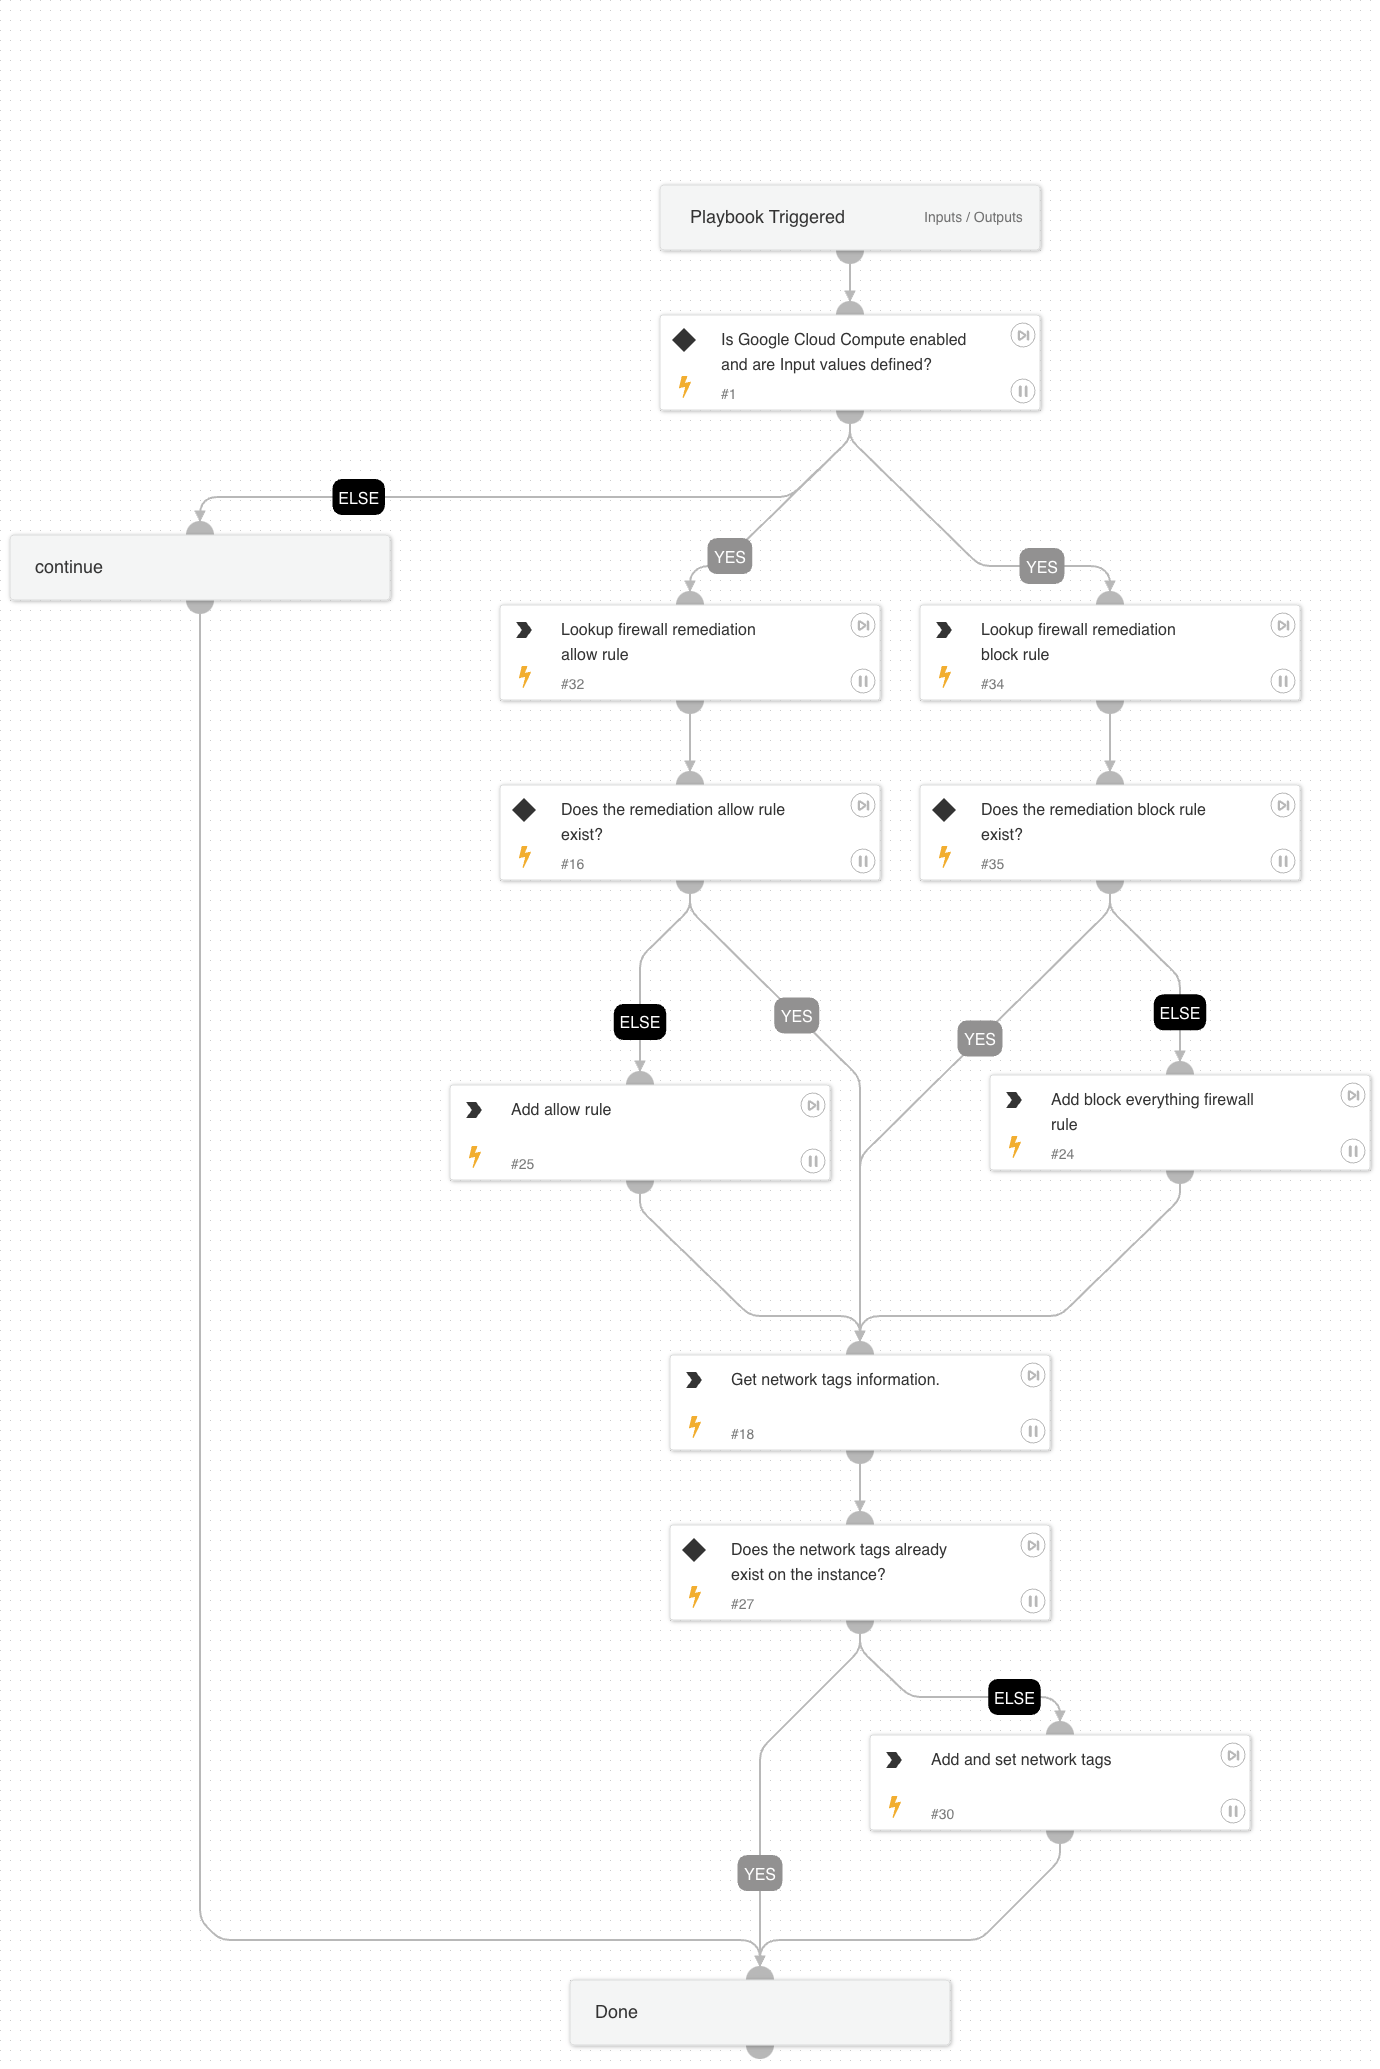 Playbook Triggered
Inputs / Outputs
Is Google Cloud Compute enabled
and are Input values defined?
#1
ELSE
YES
YES
continue
Lookup firewall remediation
allow rule
#32
Lookup firewall remediation
block rule
#34
Does the remediation allow rule
exist?
#16
Does the remediation block rule
exist?
#35
ELSE
YES
YES
ELSE
Add allow rule
#25
Add block everything firewall
rule
#24
Get network tags information.
#18
Does the network tags already
exist on the instance?
#27
ELSE
Add and set network tags
#30
YES
Done